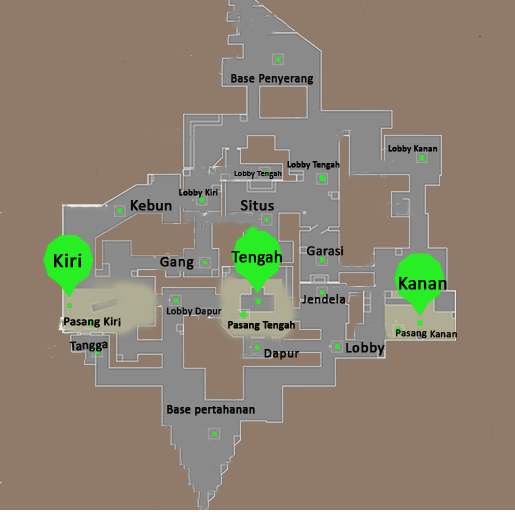 Base Penyerang
Lobby Kanan
Lobby Tengah
Lobby Tengah
Lobby Kiri
Kebun
Situs
Kiri
Gang
Tengah
Garasi
Kanan
Jendela
Lobby Dapur
Pasang Kiri
Pasang Tengah
Pasang Kanan
Tangga
Dapur
Lobby
Base pertahanan